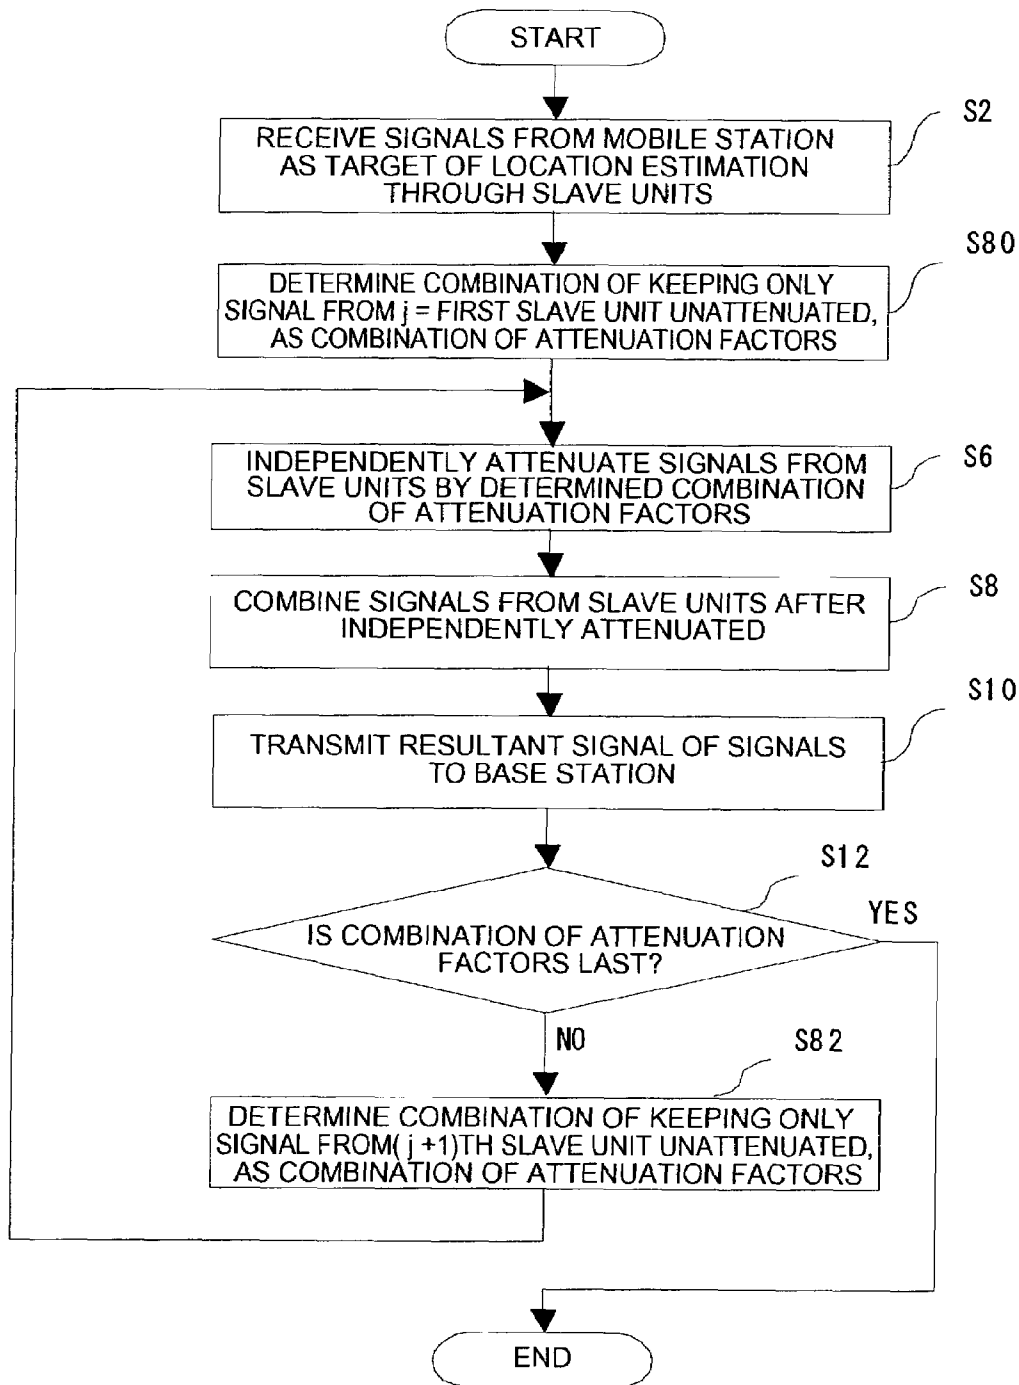 START
S2
RECEIVE SIGNALS FROM MOBILE STATION
AS TARGET OF LOCATION ESTIMATION
THROUGH SLAVE UNITS
S80
DETERMINE COMBINATION OF KEEPING ONLY
SIGNAL FROM j = FIRST SLAVE UNIT UNATTENUATED,
AS COMBINATION OF ATTENUATION FACTORS
S6
INDEPENDENTLY ATTENUATE SIGNALS FROM
SLAVE UNITS BY DETERMINED COMBINATION
OF ATTENUATION FACTORS
S8
COMBINE SIGNALS FROM SLAVE UNITS AFTER
INDEPENDENTLY ATTENUATED
S10
TRANSMIT RESULTANT SIGNAL OF SIGNALS
TO BASE STATION
S12
YES
IS COMBINATION OF ATTENUATION
FACTORS LAST?
NO
S82
DETERMINE COMBINATION OF KEEPING ONLY
SIGNAL FROM( j +1)TH SLAVE UNIT UNATTENUATED,
AS COMBINATION OF ATTENUATION FACTORS
END